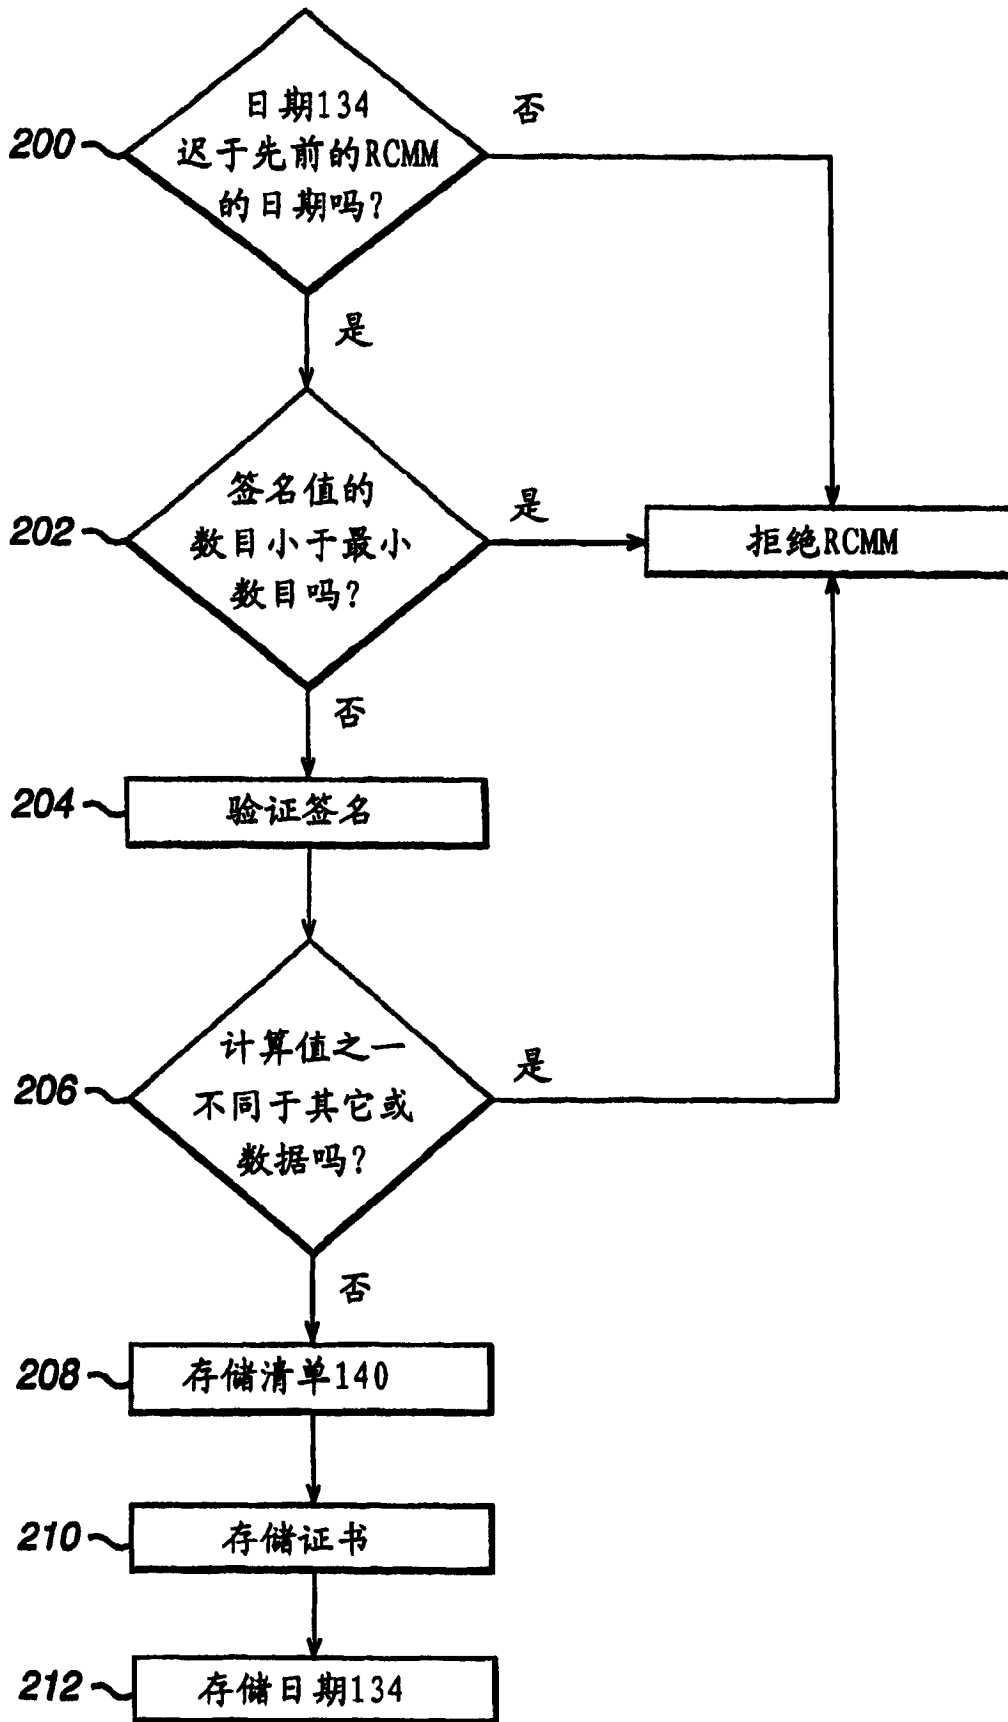 日期134
迟于先前的RCMM
的日期吗?
200
否
是
签名值的
数目小于最小
数目吗?
202
是
拒绝RCMM
否
204
验证签名
计算值之一
不同于其它或
数据吗?
206
是
否
208
存储清单140
210
存储证书
212
存储日期134